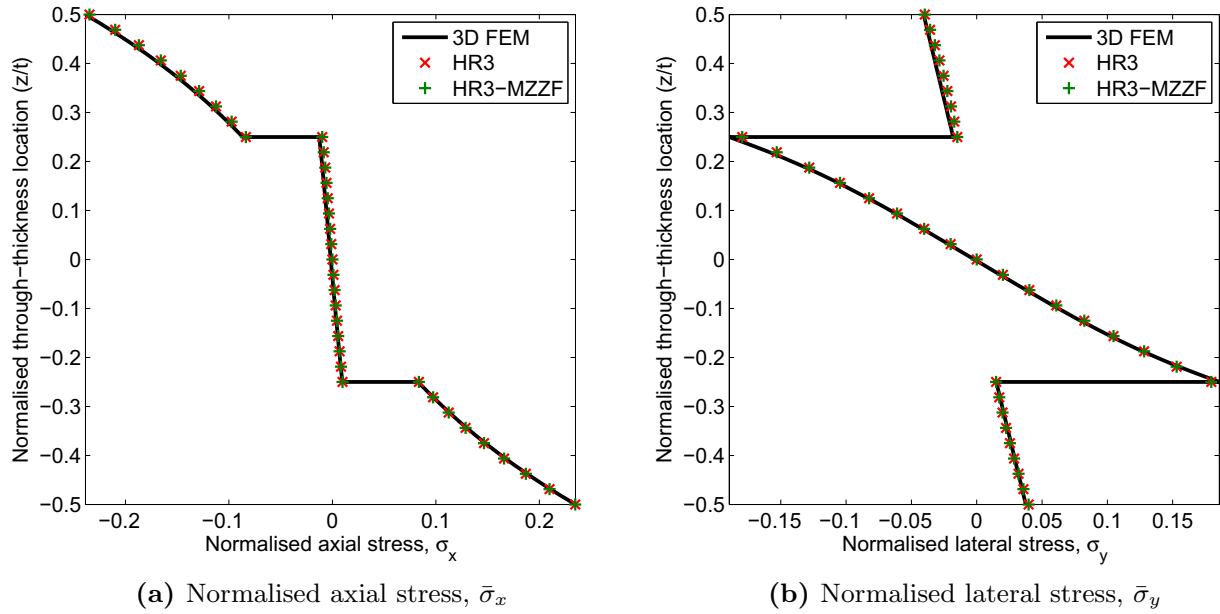 0.5
0.4
0.3
0.2
0.1
0
−0.1
−0.2
−0.3
−0.4
−0.5
Normalised through−thickness location (z/t)
3D FEM
HR3
HR3−MZZF
−0.2 −0.1 0 0.1 0.2
Normalised axial stress, σx
(a) Normalised axial stress, σ̄x
0.5
0.4
0.3
0.2
0.1
0
−0.1
−0.2
−0.3
−0.4
−0.5
Normalised through−thickness location (z/t)
3D FEM
HR3
HR3−MZZF
−0.15 −0.1 −0.05 0 0.05 0.1 0.15
Normalised lateral stress, σy
(b) Normalised lateral stress, σ̄y